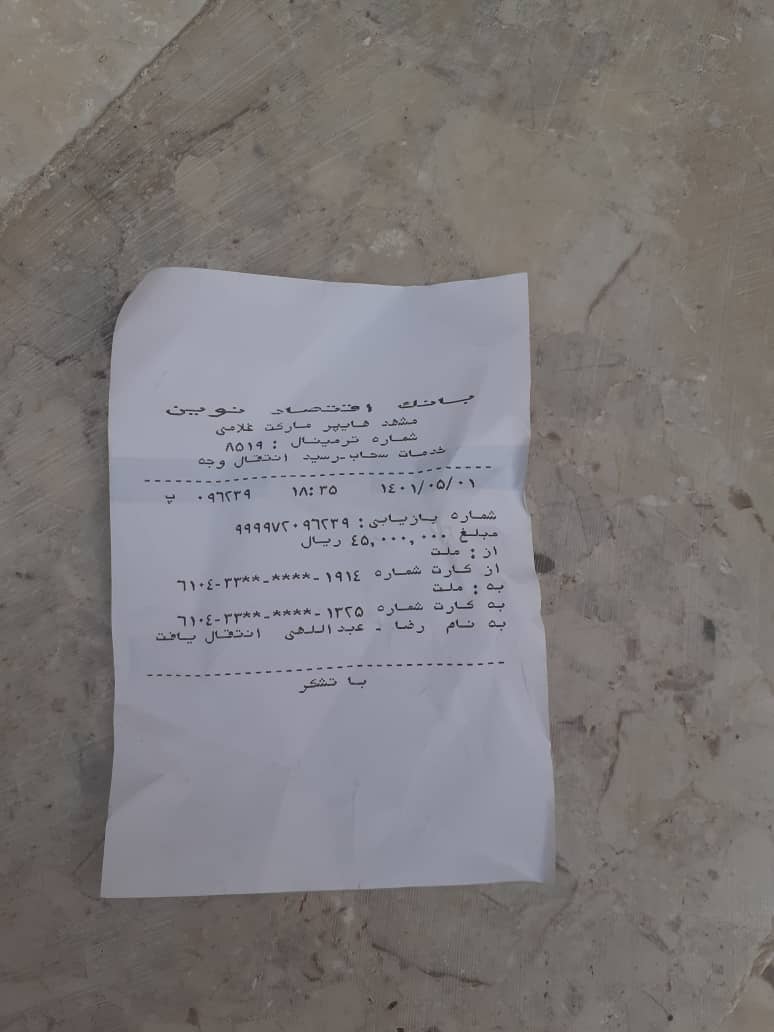 بانک اقتصاد نوین
مشهد هایپر مارکت غلامی
شماره ترمینال : ۸۵۱۹
خدمات سحاب-رسید انتقال وجه
۱۴۰۱/۰۵/۰۱ ۱۸:۳۵ ۰۹۶۲۳۹ پ
شماره بازیابی: ۹۹۹۹۷۲۰۹۶۲۳۹
مبلغ ۴۵,۰۰۰,۰۰۰ ریال
از: ملت
از کارت شماره ۶۱۰۴-۳۳**-****-۱۹۱۴
به: ملت
به کارت شماره ۶۱۰۴-۳۳**-****-۱۳۲۵
به نام رضا - عبداللهی انتقال یافت
با تشکر